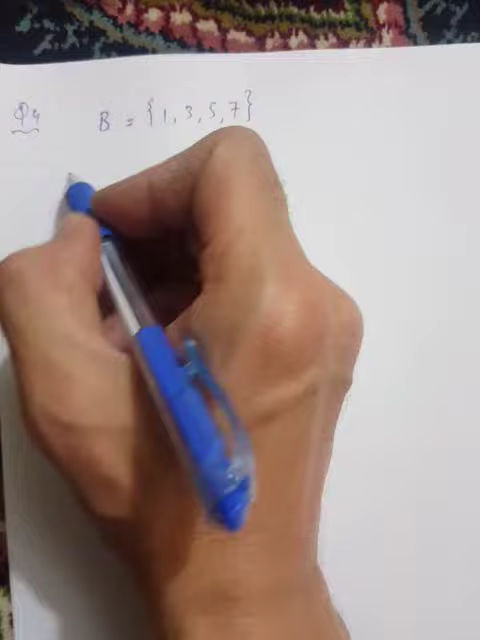 Q4 B = {1, 3, 5, 7}